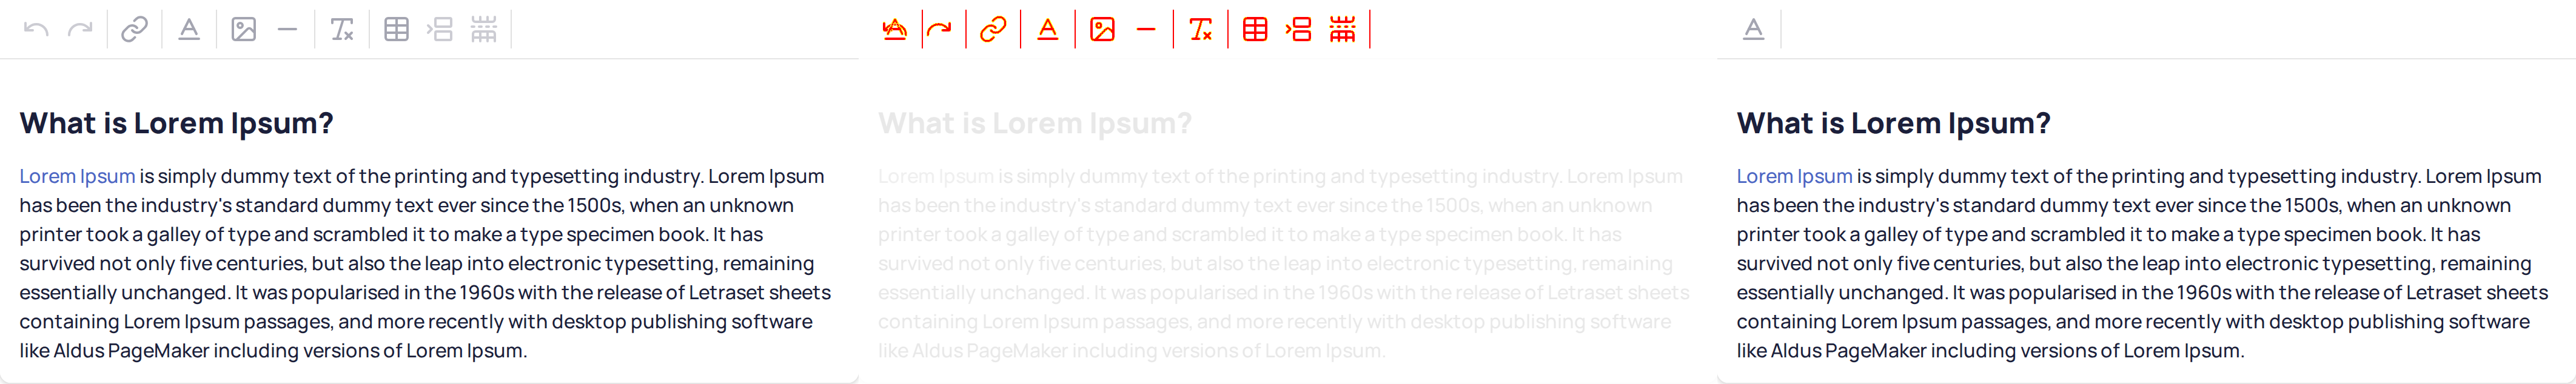 What is Lorem Ipsum?
Lorem Ipsum is simply dummy text of the printing and typesetting industry. Lorem Ipsum
has been the industry's standard dummy text ever since the 1500s, when an unknown
printer took a galley of type and scrambled it to make a type specimen book. It has
survived not only five centuries, but also the leap into electronic typesetting, remaining
essentially unchanged. It was popularised in the 1960s with the release of Letraset sheets
containing Lorem Ipsum passages, and more recently with desktop publishing software
like Aldus PageMaker including versions of Lorem Ipsum.
What is Lorem Ipsum?
Lorem Ipsum is simply dummy text of the printing and typesetting industry. Lorem Ipsum
has been the industry's standard dummy text ever since the 1500s, when an unknown
printer took a galley of type and scrambled it to make a type specimen book. It has
survived not only five centuries, but also the leap into electronic typesetting, remaining
essentially unchanged. It was popularised in the 1960s with the release of Letraset sheets
containing Lorem Ipsum passages, and more recently with desktop publishing software
like Aldus PageMaker including versions of Lorem Ipsum.
What is Lorem Ipsum?
Lorem Ipsum is simply dummy text of the printing and typesetting industry. Lorem Ipsum
has been the industry's standard dummy text ever since the 1500s, when an unknown
printer took a galley of type and scrambled it to make a type specimen book. It has
survived not only five centuries, but also the leap into electronic typesetting, remaining
essentially unchanged. It was popularised in the 1960s with the release of Letraset sheets
containing Lorem Ipsum passages, and more recently with desktop publishing software
like Aldus PageMaker including versions of Lorem Ipsum.